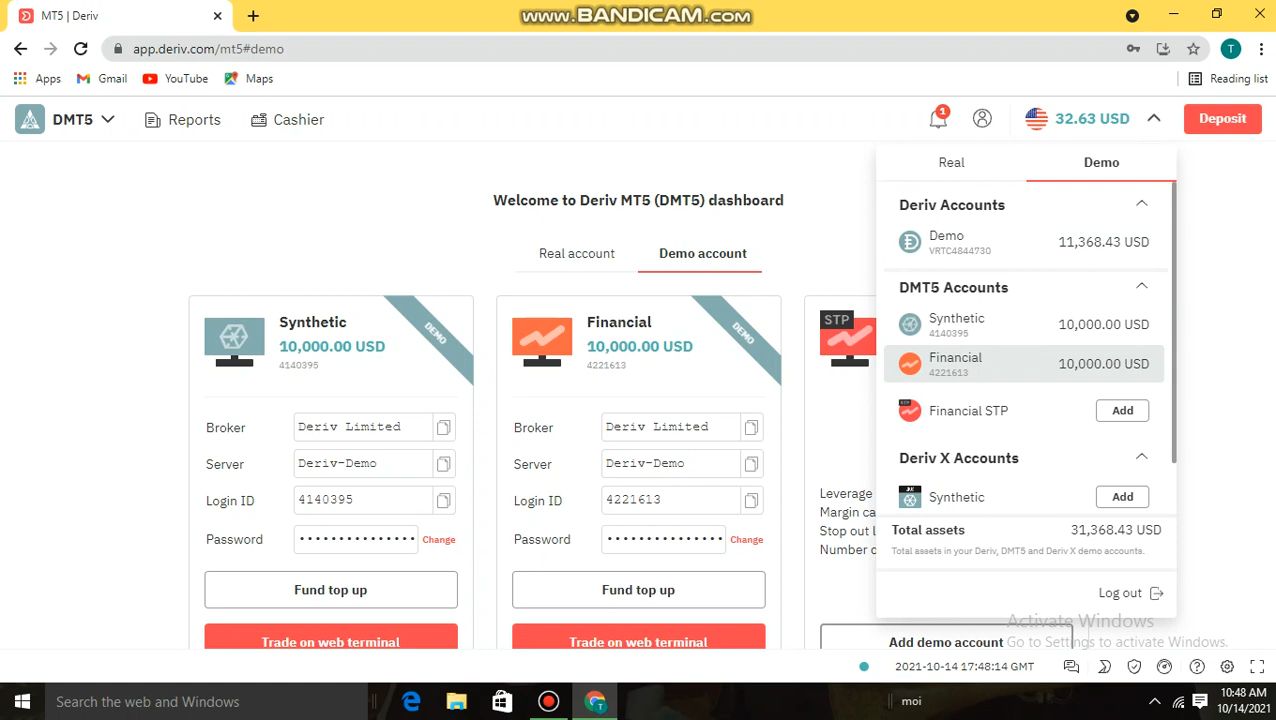 MT5 | Deriv
www.BANDICAM.com
app.deriv.com/mt5#demo
T
Apps
Gmail
YouTube
Maps
Reading list
DMT5
Reports
Cashier
1
32.63 USD
Deposit
Real
Demo
Welcome to Deriv MT5 (DMT5) dashboard
Real account
Demo account
Deriv Accounts
Demo
VRTC4844730
11,368.43 USD
DMT5 Accounts
Synthetic
4140395
10,000.00 USD
Financial
4221613
10,000.00 USD
Financial STP
Add
Deriv X Accounts
Synthetic
Add
Total assets
31,368.43 USD
Total assets in your Deriv, DMT5 and Deriv X demo accounts.
Log out
Synthetic
10,000.00 USD
4140395
DEMO
Broker
Deriv Limited
Server
Deriv-Demo
Login ID
4140395
Password
Change
Fund top up
Trade on web terminal
Financial
10,000.00 USD
4221613
DEMO
Broker
Deriv Limited
Server
Deriv-Demo
Login ID
4221613
Password
Change
Fund top up
Trade on web terminal
STP
Leverage
Margin ca
Stop out l
Number o
Add demo account
Activate Windows
Go to Settings to activate Windows.
2021-10-14 17:48:14 GMT
Search the web and Windows
moi
10:48 AM
10/14/2021